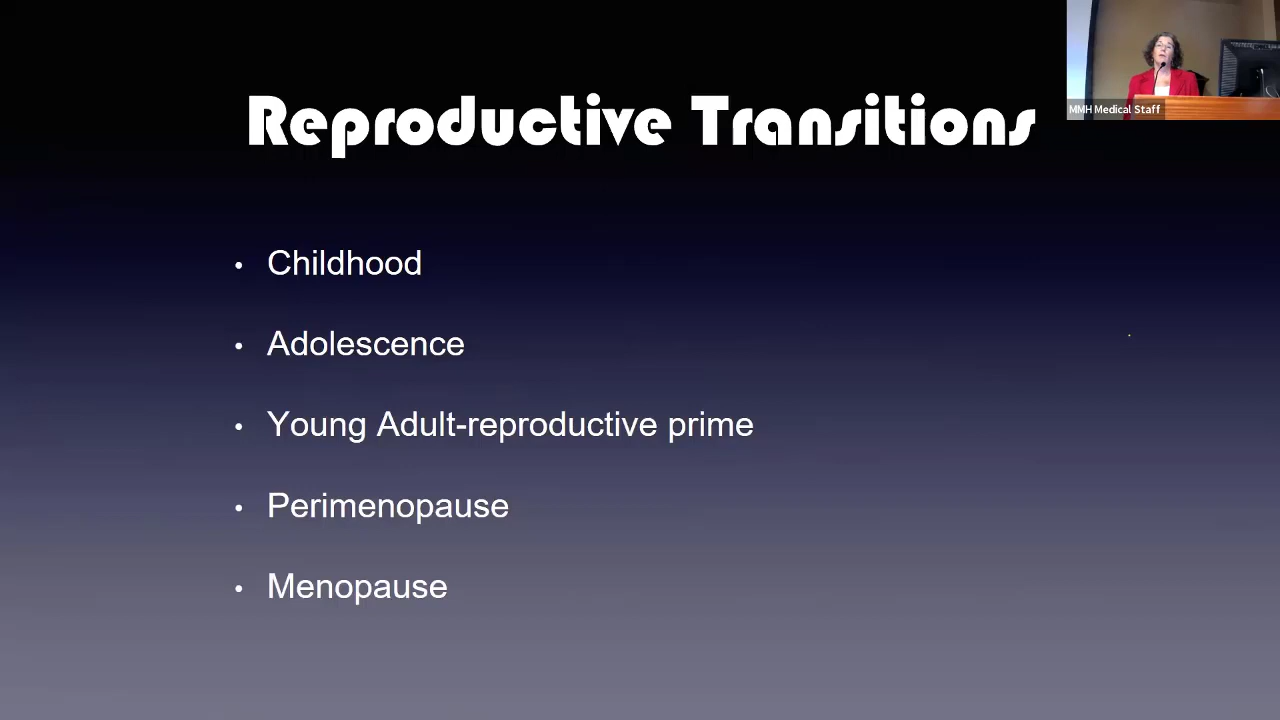 Reproductive Transitions
MMH Medical Staff
• Childhood
• Adolescence
• Young Adult-reproductive prime
• Perimenopause
• Menopause